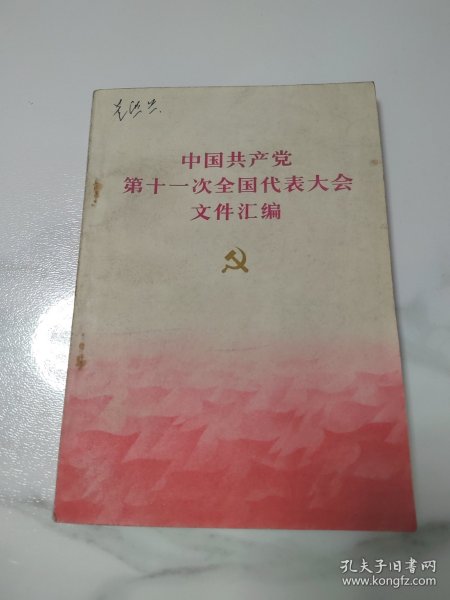 中国共产党
第十一次全国代表大会
文件汇编
孔夫子旧书网
www.kongfz.com